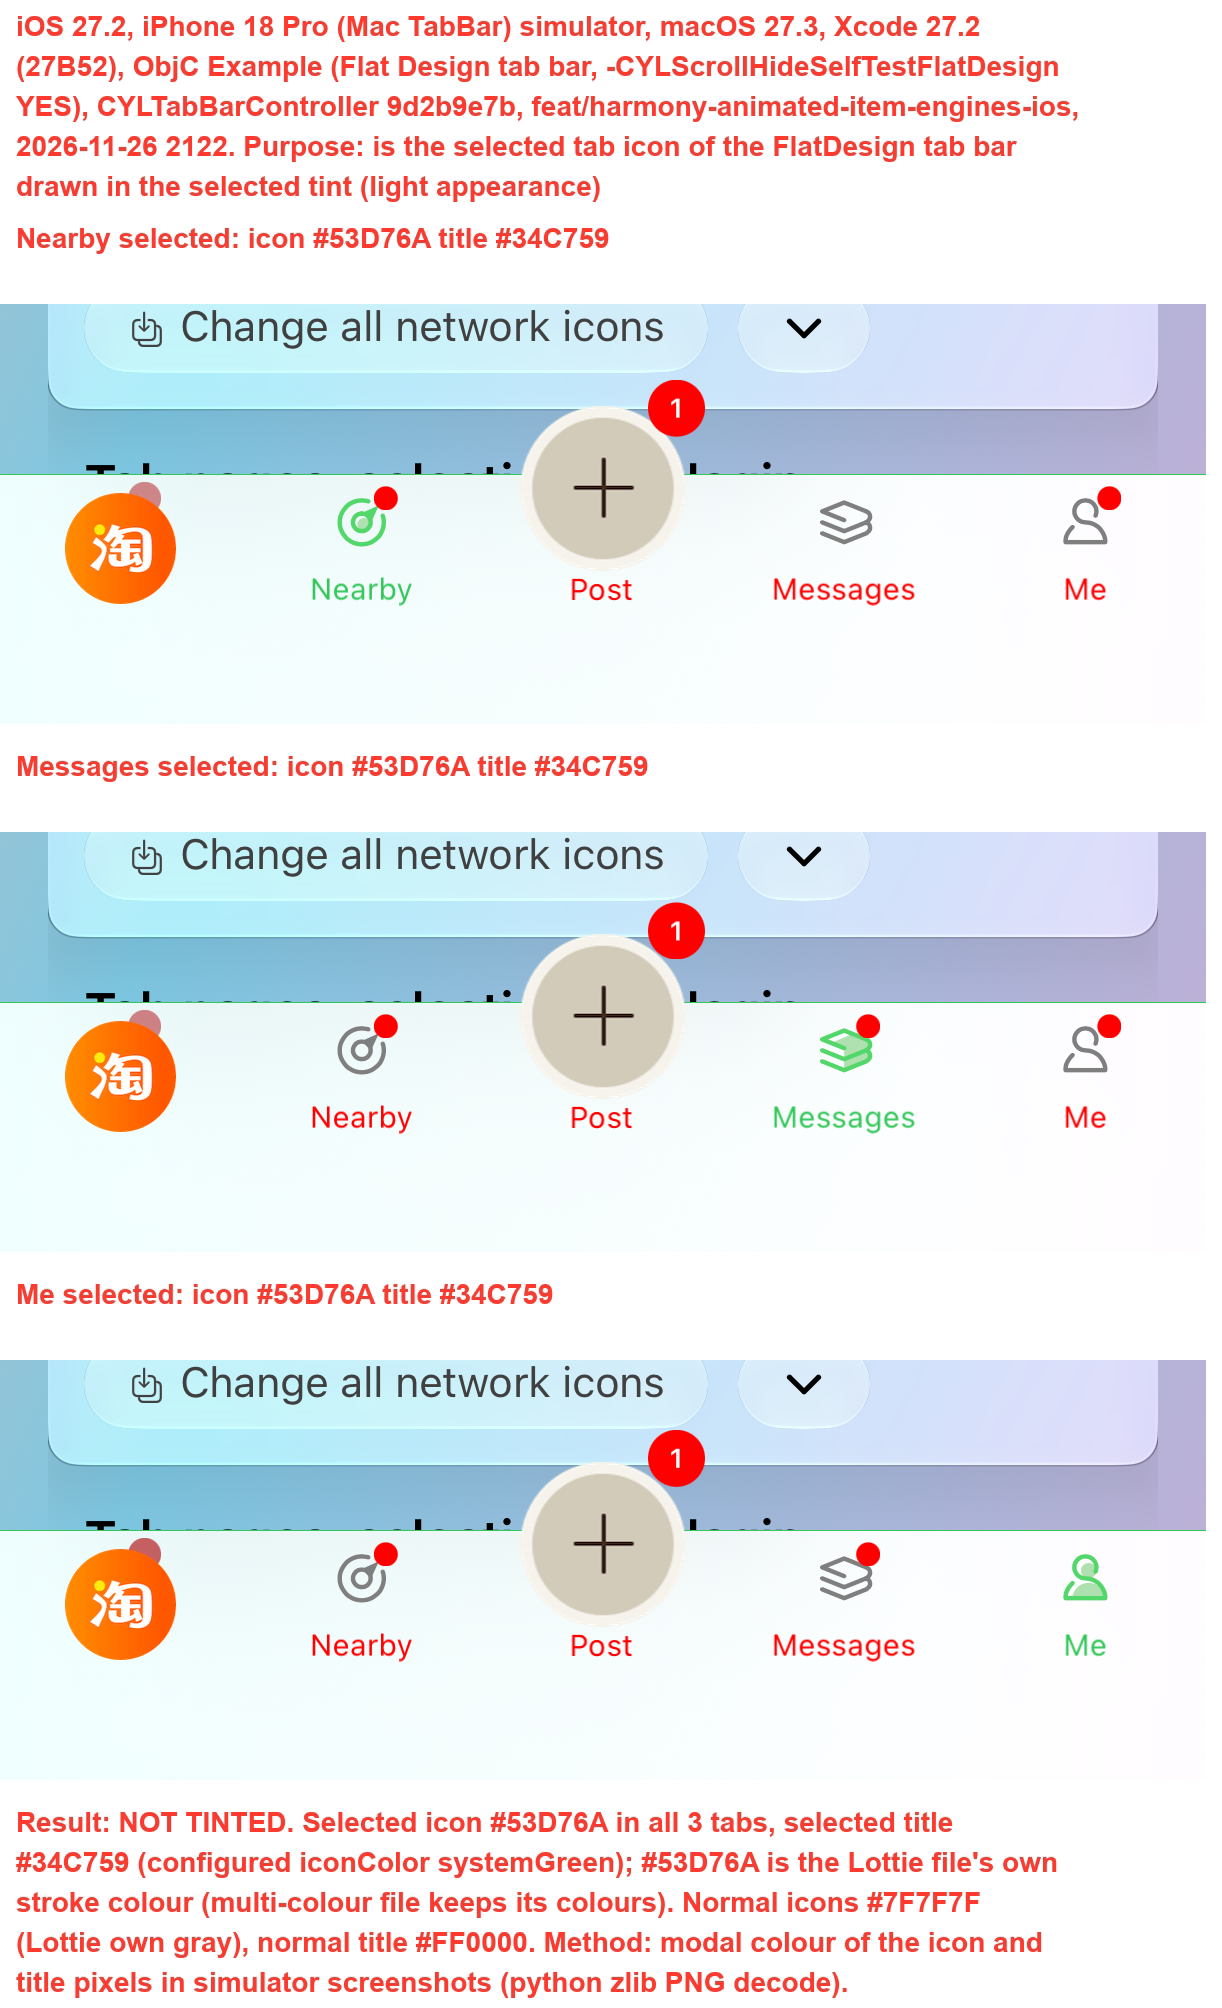 iOS 27.2, iPhone 18 Pro (Mac TabBar) simulator, macOS 27.3, Xcode 27.2
(27B52), ObjC Example (Flat Design tab bar, -CYLScrollHideSelfTestFlatDesign
YES), CYLTabBarController 9d2b9e7b, feat/harmony-animated-item-engines-ios,
2026-11-26 2122. Purpose: is the selected tab icon of the FlatDesign tab bar
drawn in the selected tint (light appearance)
Nearby selected: icon #53D76A title #34C759
Change all network icons
1
淘
Nearby
Post
Messages
Me
Messages selected: icon #53D76A title #34C759
Change all network icons
1
淘
Nearby
Post
Messages
Me
Me selected: icon #53D76A title #34C759
Change all network icons
1
淘
Nearby
Post
Messages
Me
Result: NOT TINTED. Selected icon #53D76A in all 3 tabs, selected title
#34C759 (configured iconColor systemGreen); #53D76A is the Lottie file's own
stroke colour (multi-colour file keeps its colours). Normal icons #7F7F7F
(Lottie own gray), normal title #FF0000. Method: modal colour of the icon and
title pixels in simulator screenshots (python zlib PNG decode).